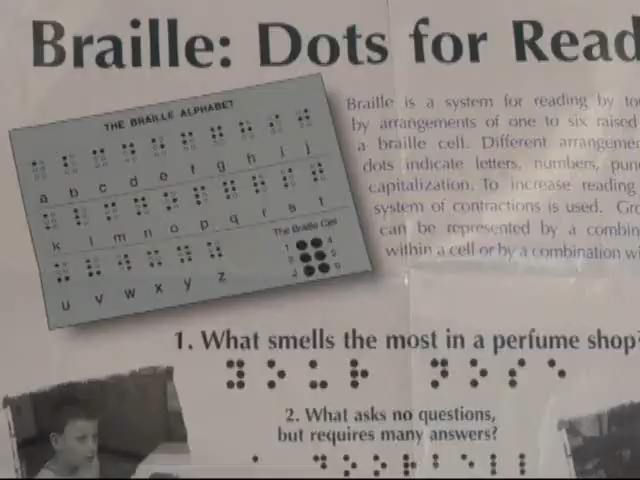 Braille: Dots for Read
THE BRAILLE ALPHABET
a b c d e f g h i j
k l m n o p q r s t
u v w x y z
The Braille Cell
1 4
2 5
3 6
Braille is a system for reading by to
by arrangements of one to six raised
a braille cell. Different arrangemen
dots indicate letters, numbers, pun
capitalization. To increase reading
system of contractions is used. Gro
can be represented by a combin
within a cell or by a combination wi
1. What smells the most in a perfume shop?
2. What asks no questions,
but requires many answers?